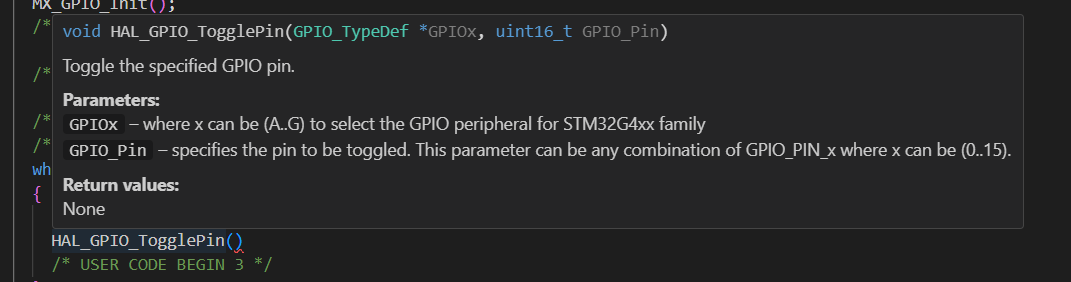 MX_GPIO_Init();
/*
void HAL_GPIO_TogglePin(GPIO_TypeDef *GPIOx, uint16_t GPIO_Pin)
Toggle the specified GPIO pin.
/*
Parameters:
GPIOx – where x can be (A..G) to select the GPIO peripheral for STM32G4xx family
/*
GPIO_Pin – specifies the pin to be toggled. This parameter can be any combination of GPIO_PIN_x where x can be (0..15).
/*
wh
Return values:
{
None
HAL_GPIO_TogglePin()
/* USER CODE BEGIN 3 */